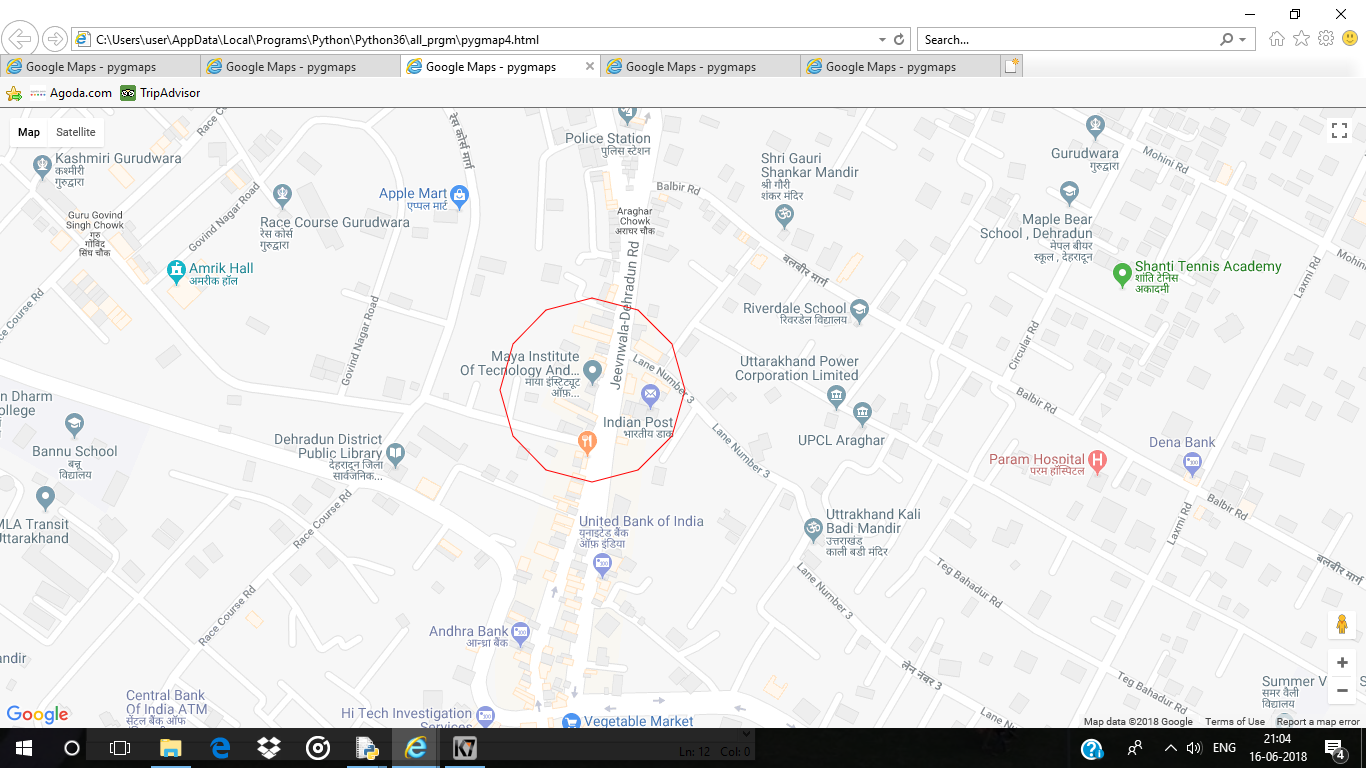 C:\Users\user\AppData\Local\Programs\Python\Python36\all_prgm\pygmap4.html
Search...
Google Maps - pygmaps
Google Maps - pygmaps
Google Maps - pygmaps
Google Maps - pygmaps
Google Maps - pygmaps
Agoda.com
TripAdvisor
Map
Satellite
Race Course
रेस कोर्स मार्ग
Police Station
पुलिस स्टेशन
Kashmiri Gurudwara
कश्मीरी
गुरुद्वारा
Shri Gauri
Shankar Mandir
श्री गौरी
शंकर मंदिर
Gurudwara
गुरुद्वारा
Mohini Rd
Balbir Rd
Apple Mart
एप्पल मार्ट
Govind Nagar Road
Race Course Gurudwara
रेस कोर्स
गुरुद्वारा
Guru Govind
Singh Chowk
गुरु
गोविंद
सिंघ चौक
Araghar
Chowk
अराघर चौक
Maple Bear
School , Dehradun
मेपल बीयर
स्कूल , देहरादून
Mohini
Amrik Hall
अमरीक हॉल
Jeevnwala-Dehradun Rd
बलबीर मार्ग
Shanti Tennis Academy
शांति टेनिस
अकादमी
Laxmi Rd
Course Rd
Govind Nagar Road
Riverdale School
रिवरडेल विद्यालय
Circular Rd
Maya Institute
Of Tecnology And...
माया इंस्टिट्यूट
ऑफ़...
Lane Number 3
Uttarakhand Power
Corporation Limited
n Dharm
ollege
Indian Post
भारतीय डाक
Balbir Rd
Bannu School
बन्नू
विद्यालय
Dehradun District
Public Library
देहरादून जिला
सार्वजनिक...
Lane Number 3
UPCL Araghar
Dena Bank
Param Hospital
परम हॉस्पिटल
Balbir Rd
MLA Transit
Uttarakhand
Race Course Rd
United Bank of India
यूनाइटेड बैंक
ऑफ़ इंडिया
Uttrakhand Kali
Badi Mandir
उत्तराखंड
काली बडी मंदिर
Laxmi Rd
बलबीर मार्ग
Teg Bahadur Rd
Lane Number 3
Race Course Rd
Andhra Bank
आन्ध्रा बैंक
andir
लेन नंबर 3
Teg Bahadur Rd
Central Bank
Of India ATM
सेंट्रल बैंक ऑफ
Hi Tech Investigation
Services
Vegetable Market
Summer V
S
समर वैली
Google
Map data ©2018 Google
Terms of Use
Report a map error
Ln: 12 Col: 0
ENG
21:04
16-06-2018
4